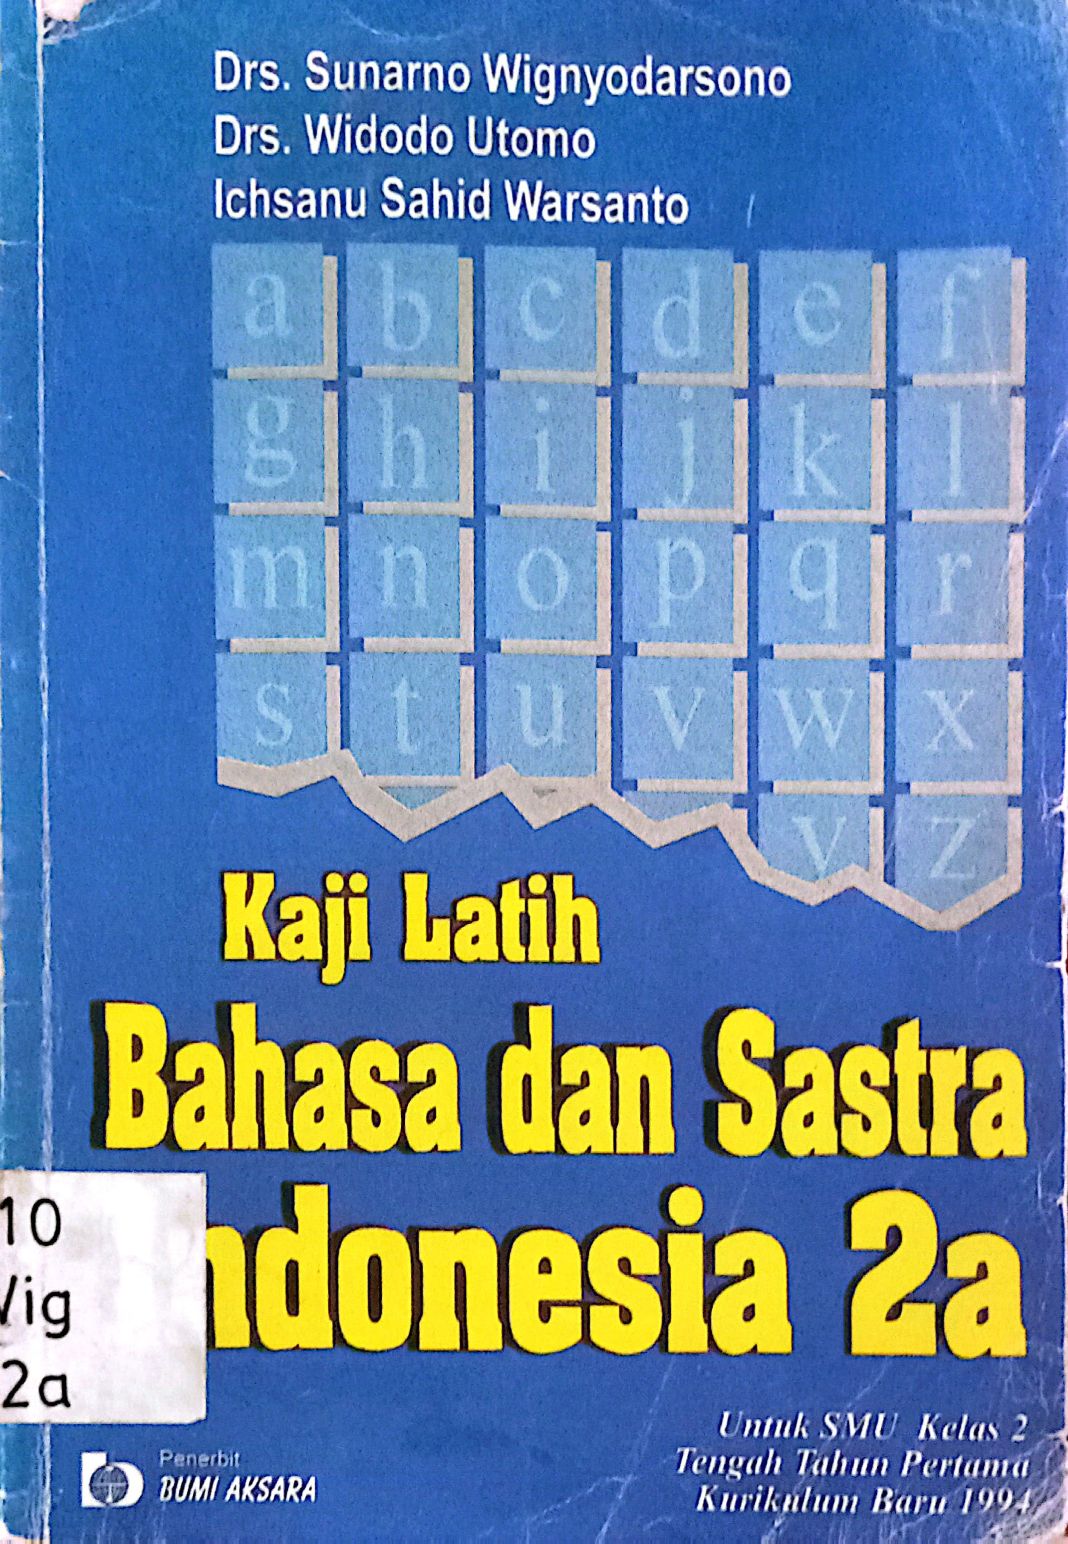 Drs. Sunarno Wignyodarsono
Drs. Widodo Utomo
Ichsanu Sahid Warsanto
a b c d e f
g h i j k l
m n o p q r
s t u v w x
y z
Kaji Latih
Bahasa dan Sastra
ndonesia 2a
10
Wig
2a
Untuk SMU Kelas 2
Tengah Tahun Pertama
Kurikulum Baru 1994
Penerbit
BUMI AKSARA